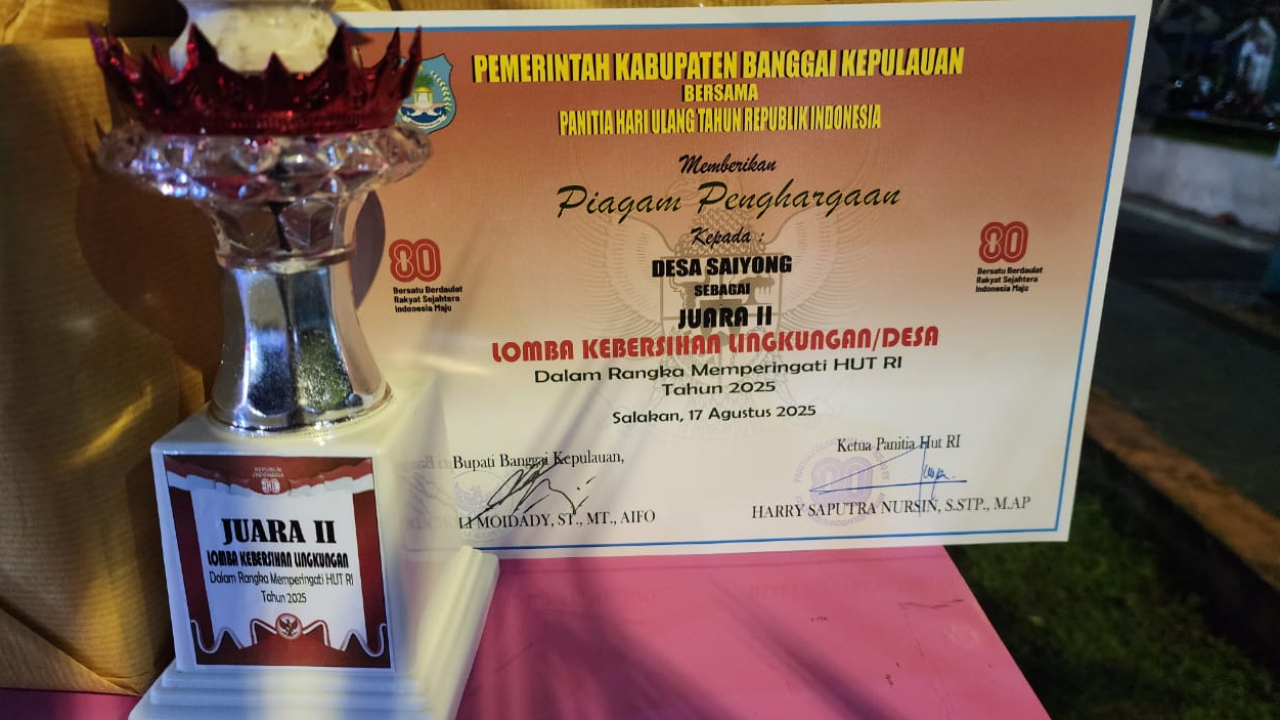 PEMERINTAH KABUPATEN BANGGAI KEPULAUAN
BERSAMA
PANITIA HARI ULANG TAHUN REPUBLIK INDONESIA
Memberikan
Piagam Penghargaan
Kepada :
DESA SAIYONG
SEBAGAI
JUARA II
LOMBA KEBERSIHAN LINGKUNGAN/DESA
Dalam Rangka Memperingati HUT RI
Tahun 2025
Salakan, 17 Agustus 2025
80
Bersatu Berdaulat
Rakyat Sejahtera
Indonesia Maju
80
Bersatu Berdaulat
Rakyat Sejahtera
Indonesia Maju
Bupati Banggai Kepulauan,
MOIDADY, ST., MT., AIFO
Ketua Panitia Hut RI
HARRY SAPUTRA NURSIN, S.STP., M.AP
REPUBLIK
INDONESIA
80
JUARA II
LOMBA KEBERSIHAN LINGKUNGAN
Dalam Rangka Memperingati HUT RI
Tahun 2025